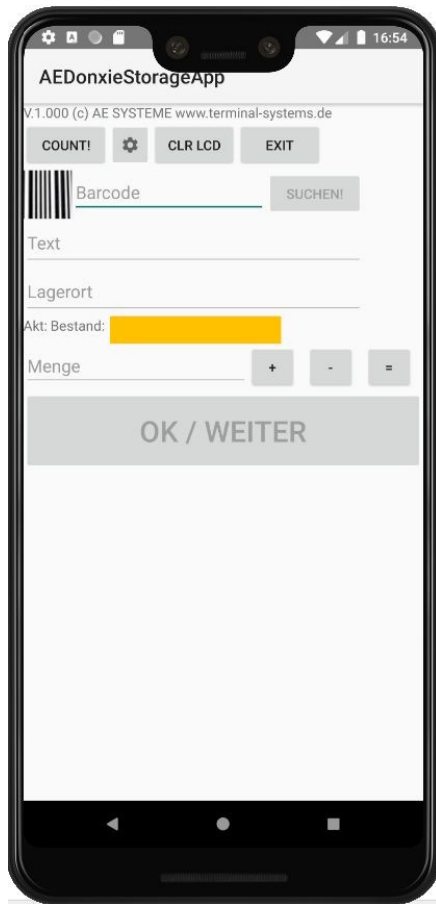 16:54
AEDonxieStorageApp
V.1.000 (c) AE SYSTEME www.terminal-systems.de
COUNT! CLR LCD EXIT
Barcode SUCHEN!
Text
Lagerort
Akt: Bestand:
Menge + - =
OK / WEITER